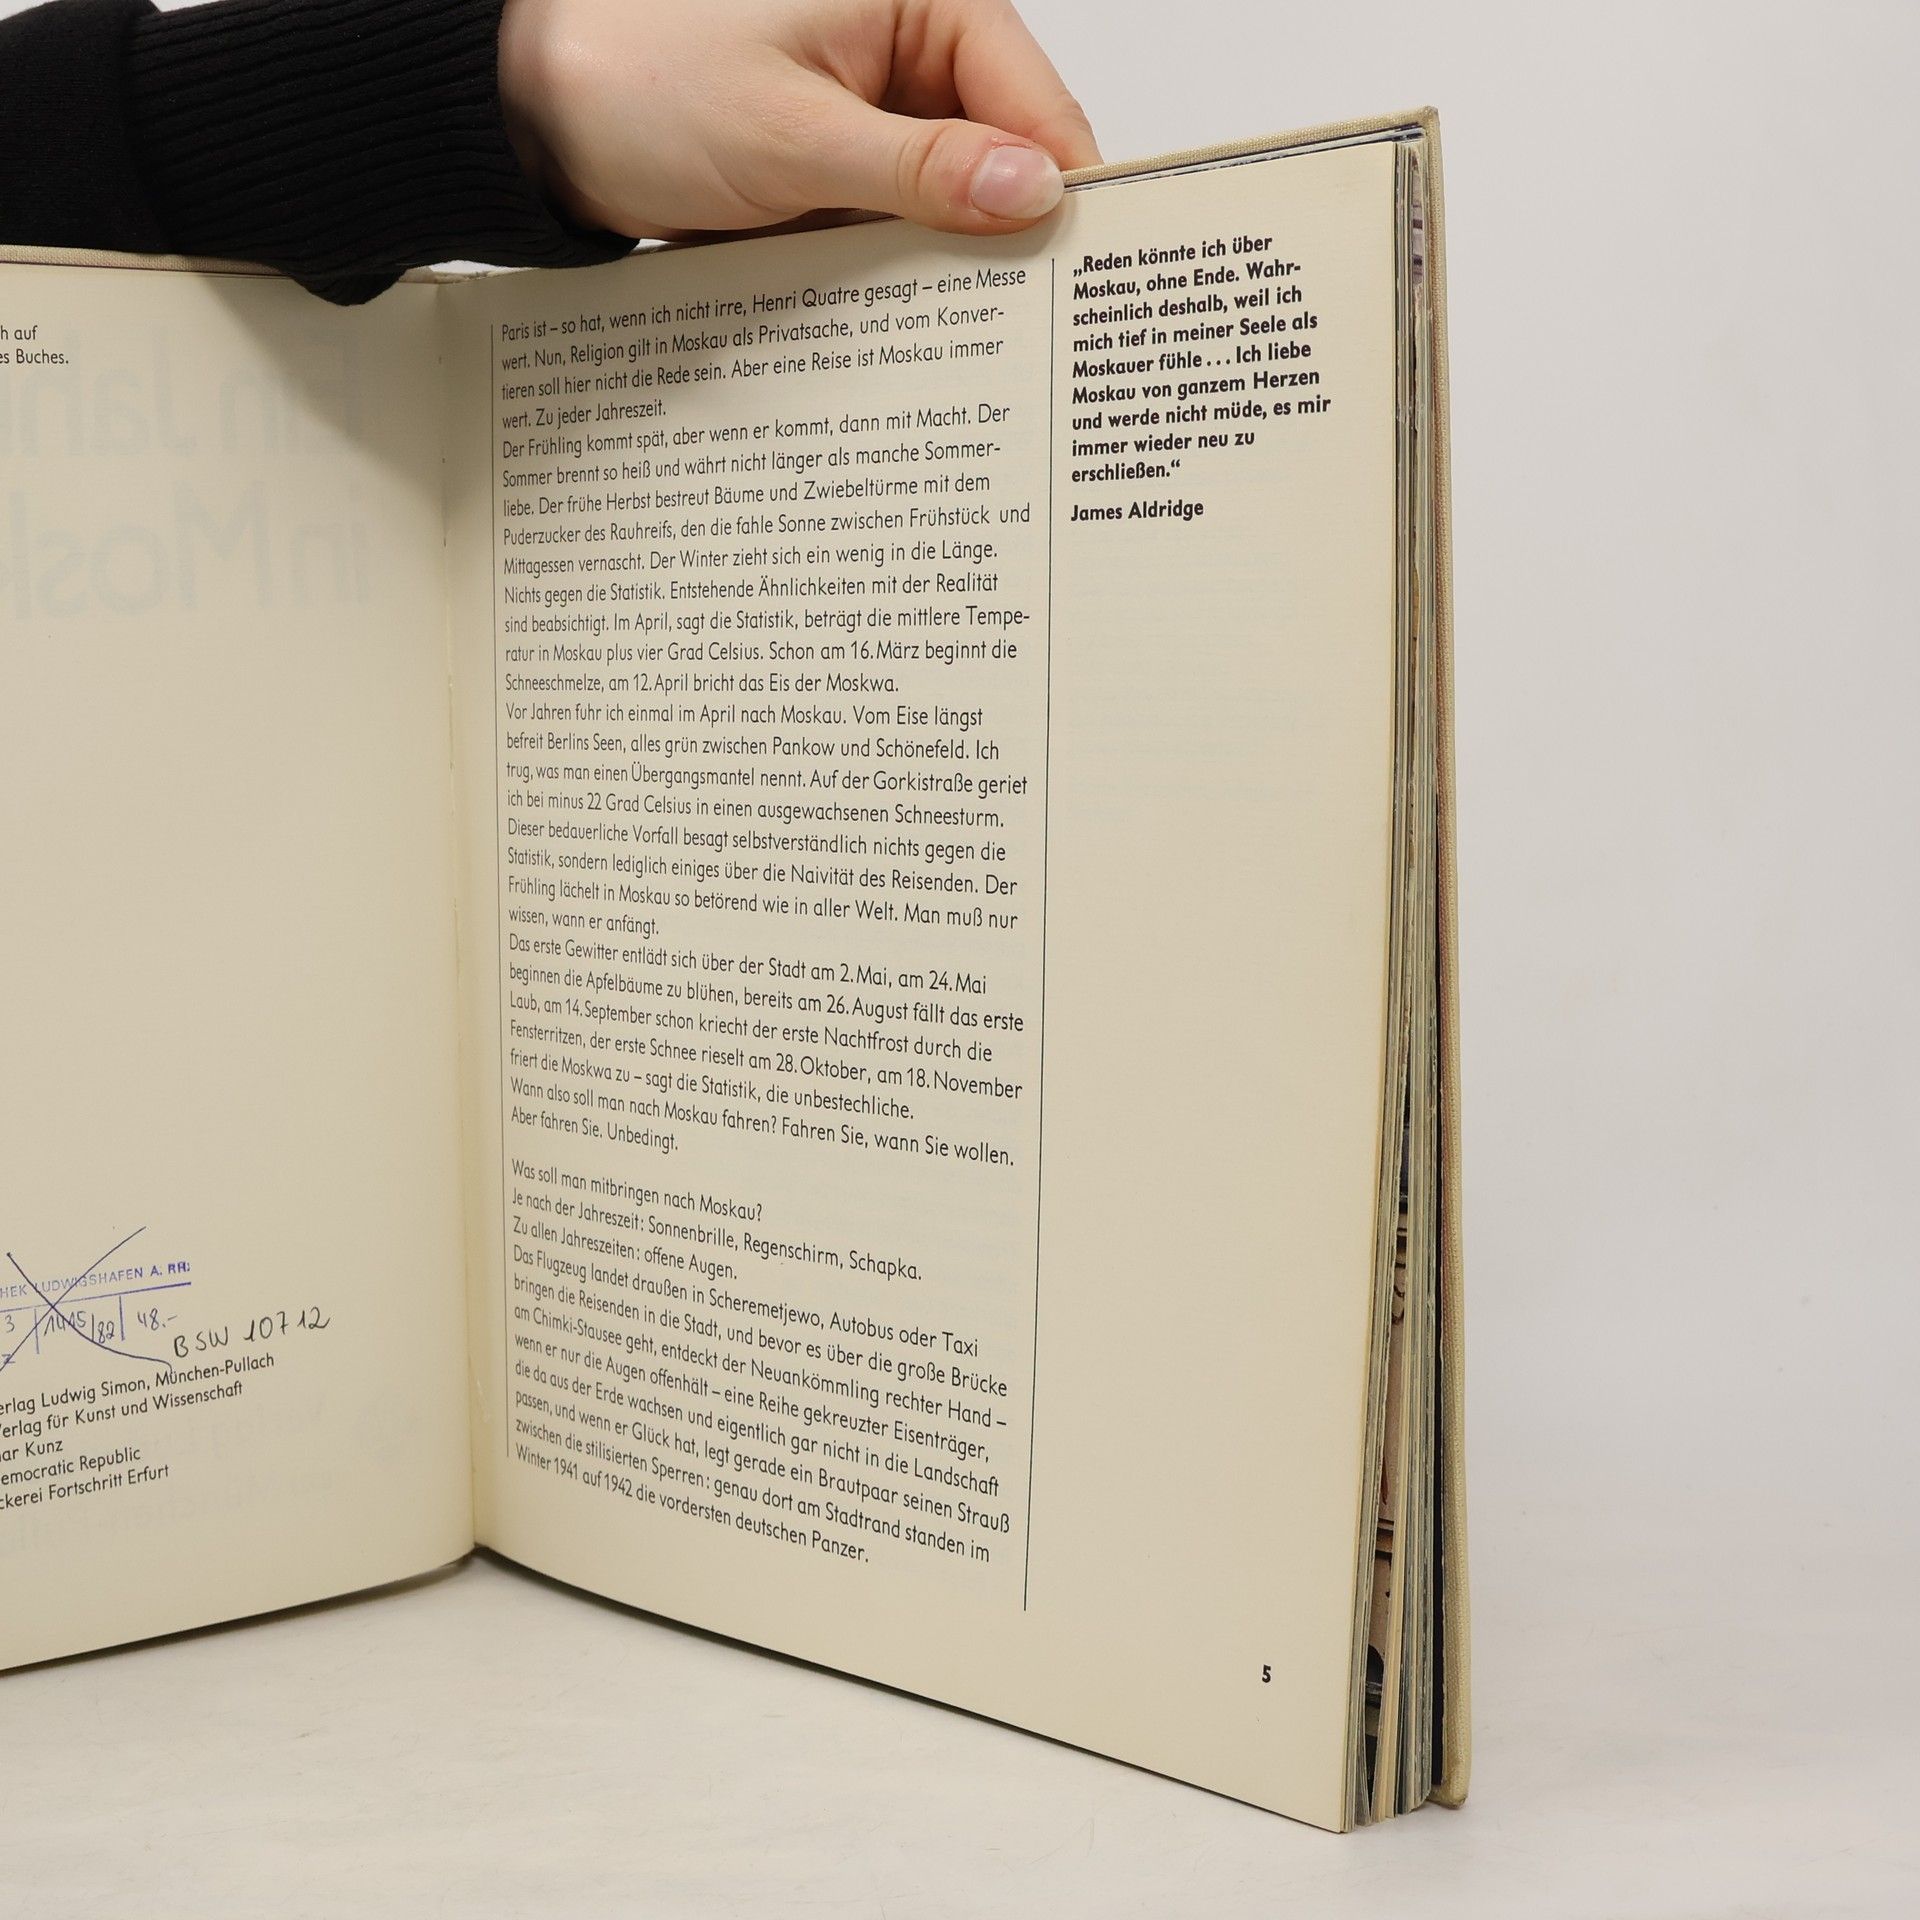 h auf
es Buches.
HEK LUDWIGSHAFEN A. RH.
3 1415/82 48.-
BSW 10712
erlag Ludwig Simon, München-Pullach
Verlag für Kunst und Wissenschaft
ar Kunz
emocratic Republic
ckerei Fortschritt Erfurt
Paris ist – so hat, wenn ich nicht irre, Henri Quatre gesagt – eine Messe
wert. Nun, Religion gilt in Moskau als Privatsache, und vom Konver-
tieren soll hier nicht die Rede sein. Aber eine Reise ist Moskau immer
wert. Zu jeder Jahreszeit.
Der Frühling kommt spät, aber wenn er kommt, dann mit Macht. Der
Sommer brennt so heiß und währt nicht länger als manche Sommer-
liebe. Der frühe Herbst bestreut Bäume und Zwiebeltürme mit dem
Puderzucker des Rauhreifs, den die fahle Sonne zwischen Frühstück und
Mittagessen vernascht. Der Winter zieht sich ein wenig in die Länge.
Nichts gegen die Statistik. Entstehende Ähnlichkeiten mit der Realität
sind beabsichtigt. Im April, sagt die Statistik, beträgt die mittlere Tempe-
ratur in Moskau plus vier Grad Celsius. Schon am 16. März beginnt die
Schneeschmelze, am 12. April bricht das Eis der Moskwa.
Vor Jahren fuhr ich einmal im April nach Moskau. Vom Eise längst
befreit Berlins Seen, alles grün zwischen Pankow und Schönefeld. Ich
trug, was man einen Übergangsmantel nennt. Auf der Gorkistraße geriet
ich bei minus 22 Grad Celsius in einen ausgewachsenen Schneesturm.
Dieser bedauerliche Vorfall besagt selbstverständlich nichts gegen die
Statistik, sondern lediglich einiges über die Naivität des Reisenden. Der
Frühling lächelt in Moskau so betörend wie in aller Welt. Man muß nur
wissen, wann er anfängt.
Das erste Gewitter entlädt sich über der Stadt am 2. Mai, am 24. Mai
beginnen die Apfelbäume zu blühen, bereits am 26. August fällt das erste
Laub, am 14. September schon kriecht der erste Nachtfrost durch die
Fensterritzen, der erste Schnee rieselt am 28. Oktober, am 18. November
friert die Moskwa zu – sagt die Statistik, die unbestechliche.
Wann also soll man nach Moskau fahren? Fahren Sie, wann Sie wollen.
Aber fahren Sie. Unbedingt.
Was soll man mitbringen nach Moskau?
Je nach der Jahreszeit: Sonnenbrille, Regenschirm, Schapka.
Zu allen Jahreszeiten: offene Augen.
Das Flugzeug landet draußen in Scheremetjewo, Autobus oder Taxi
bringen die Reisenden in die Stadt, und bevor es über die große Brücke
am Chimki-Stausee geht, entdeckt der Neuankömmling rechter Hand –
wenn er nur die Augen offenhält – eine Reihe gekreuzter Eisenträger,
die da aus der Erde wachsen und eigentlich gar nicht in die Landschaft
passen, und wenn er Glück hat, legt gerade ein Brautpaar seinen Strauß
zwischen die stilisierten Sperren: genau dort am Stadtrand standen im
Winter 1941 auf 1942 die vordersten deutschen Panzer.
„Reden könnte ich über
Moskau, ohne Ende. Wahr-
scheinlich deshalb, weil ich
mich tief in meiner Seele als
Moskauer fühle . . . Ich liebe
Moskau von ganzem Herzen
und werde nicht müde, es mir
immer wieder neu zu
erschließen.“
James Aldridge
5